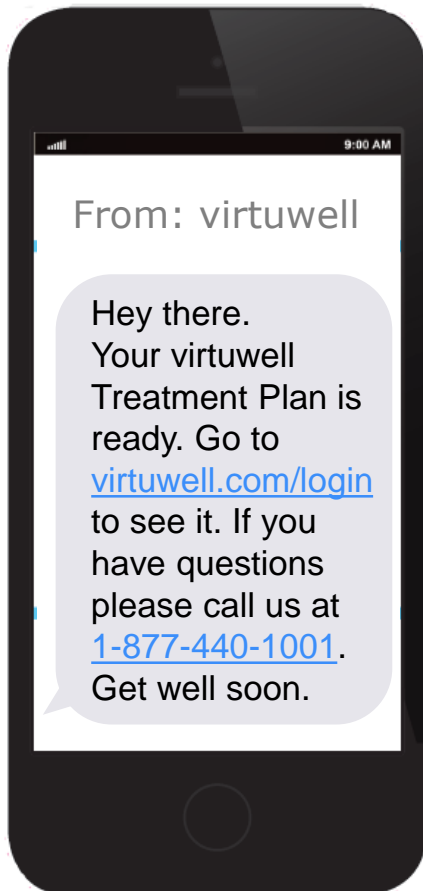 9:00 AM
From: virtuwell
Hey there.
Your virtuwell
Treatment Plan is
ready. Go to
virtuwell.com/login
to see it. If you
have questions
please call us at
1-877-440-1001.
Get well soon.